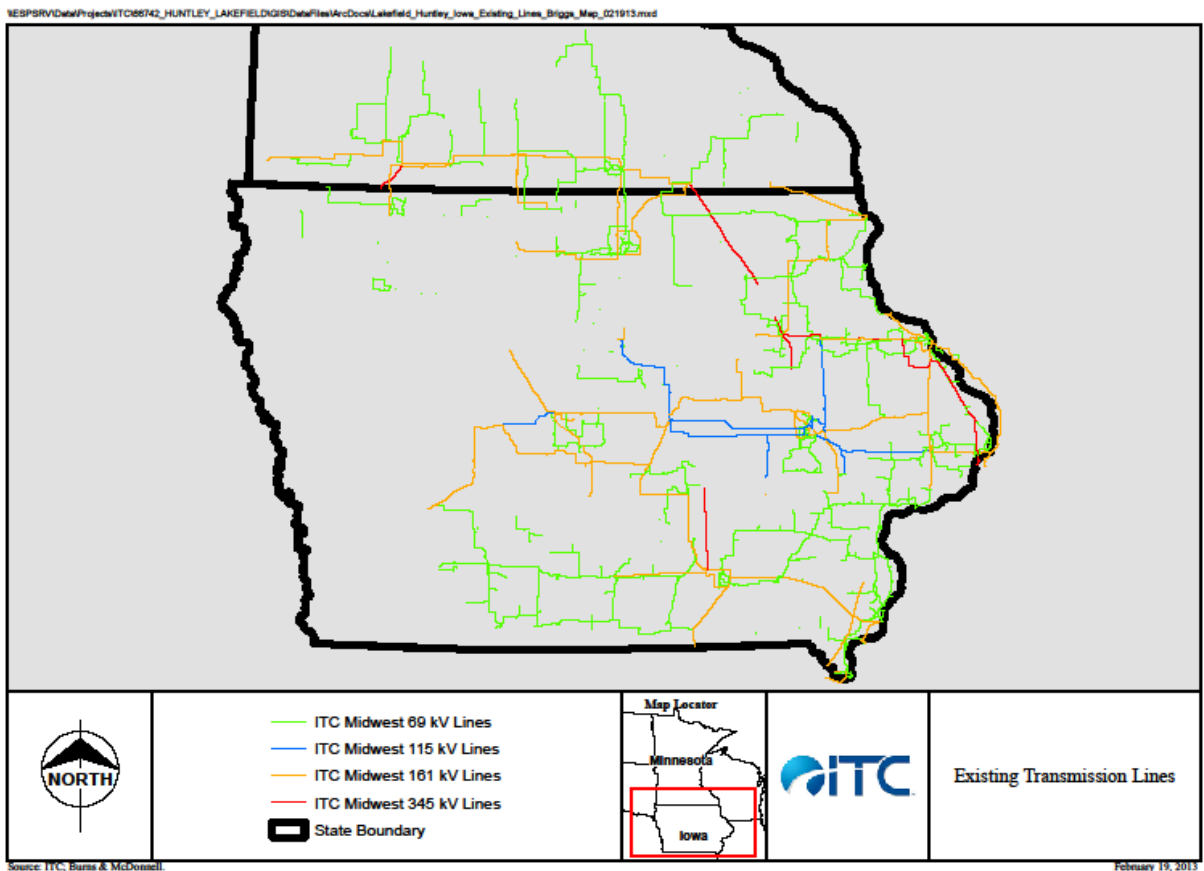 \\ESPSRV\Data\Projects\ITC\66742_HUNTLEY_LAKEFIELD\GIS\DataFiles\ArcDocs\Lakefield_Huntley_Iowa_Existing_Lines_Briggs_Map_021913.mxd
NORTH
ITC Midwest 69 kV Lines
ITC Midwest 115 kV Lines
ITC Midwest 161 kV Lines
ITC Midwest 345 kV Lines
State Boundary
Map Locator
Minnesota
Iowa
ITC
Existing Transmission Lines
Source: ITC; Burns & McDonnell.
February 19, 2013